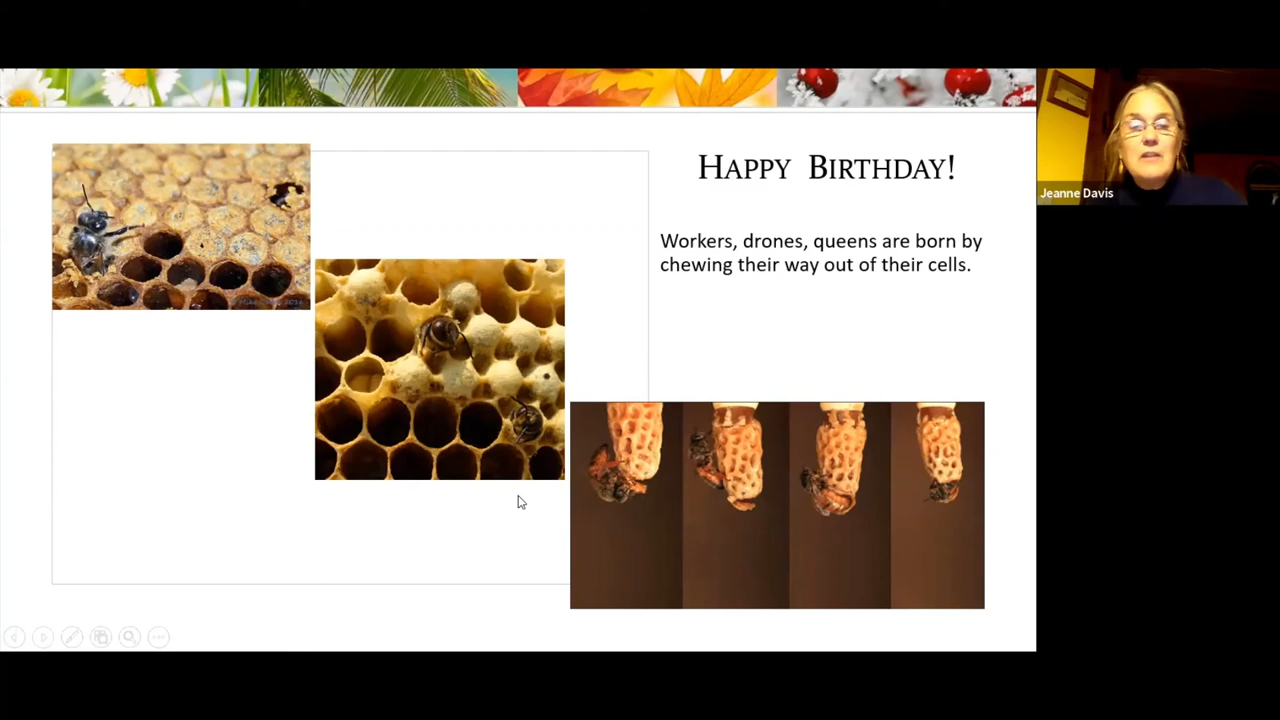 HAPPY BIRTHDAY!
Workers, drones, queens are born by
chewing their way out of their cells.
Jeanne Davis